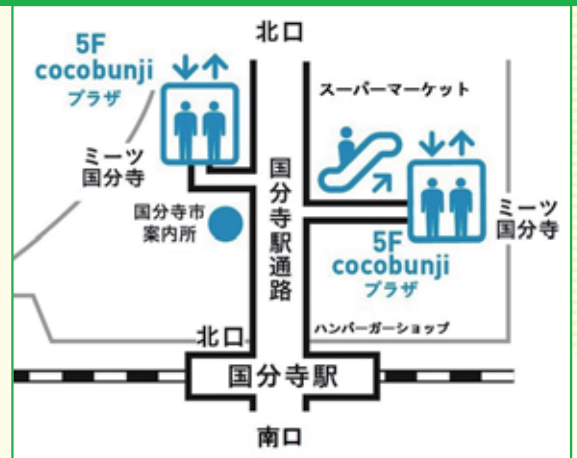 北口
5F
cocobunji
プラザ
スーパーマーケット
ミーツ
国分寺
国分寺駅通路
国分寺市
案内所
ミーツ
国分寺
5F
cocobunji
プラザ
北口
ハンバーガーショップ
国分寺駅
南口